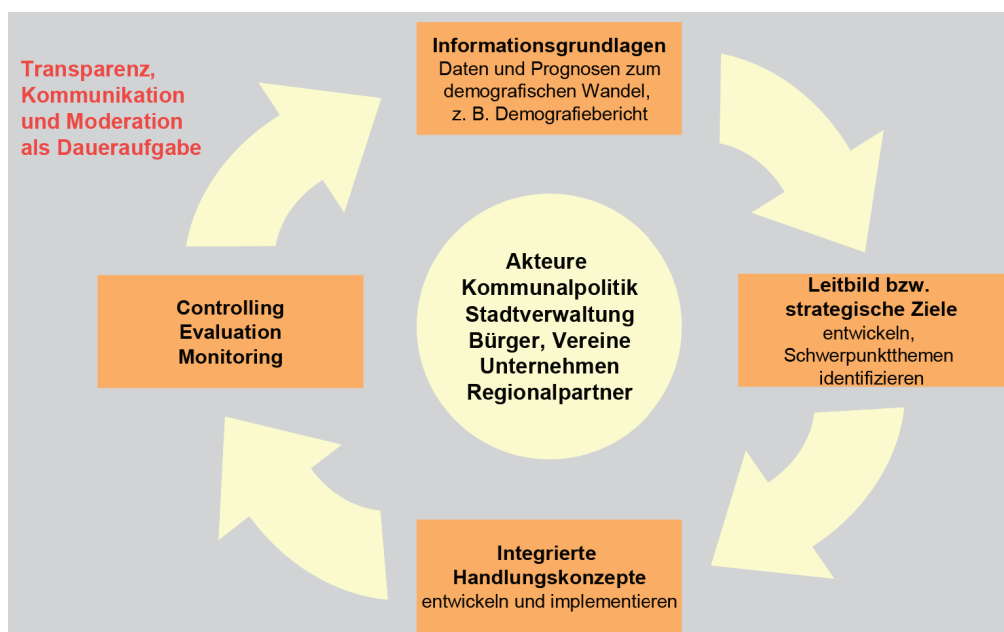 Transparenz,
Kommunikation
und Moderation
als Daueraufgabe
Informationsgrundlagen
Daten und Prognosen zum
demografischen Wandel,
z. B. Demografiebericht
Leitbild bzw.
strategische Ziele
entwickeln,
Schwerpunktthemen
identifizieren
Integrierte
Handlungskonzepte
entwickeln und implementieren
Controlling
Evaluation
Monitoring
Akteure
Kommunalpolitik
Stadtverwaltung
Bürger, Vereine
Unternehmen
Regionalpartner